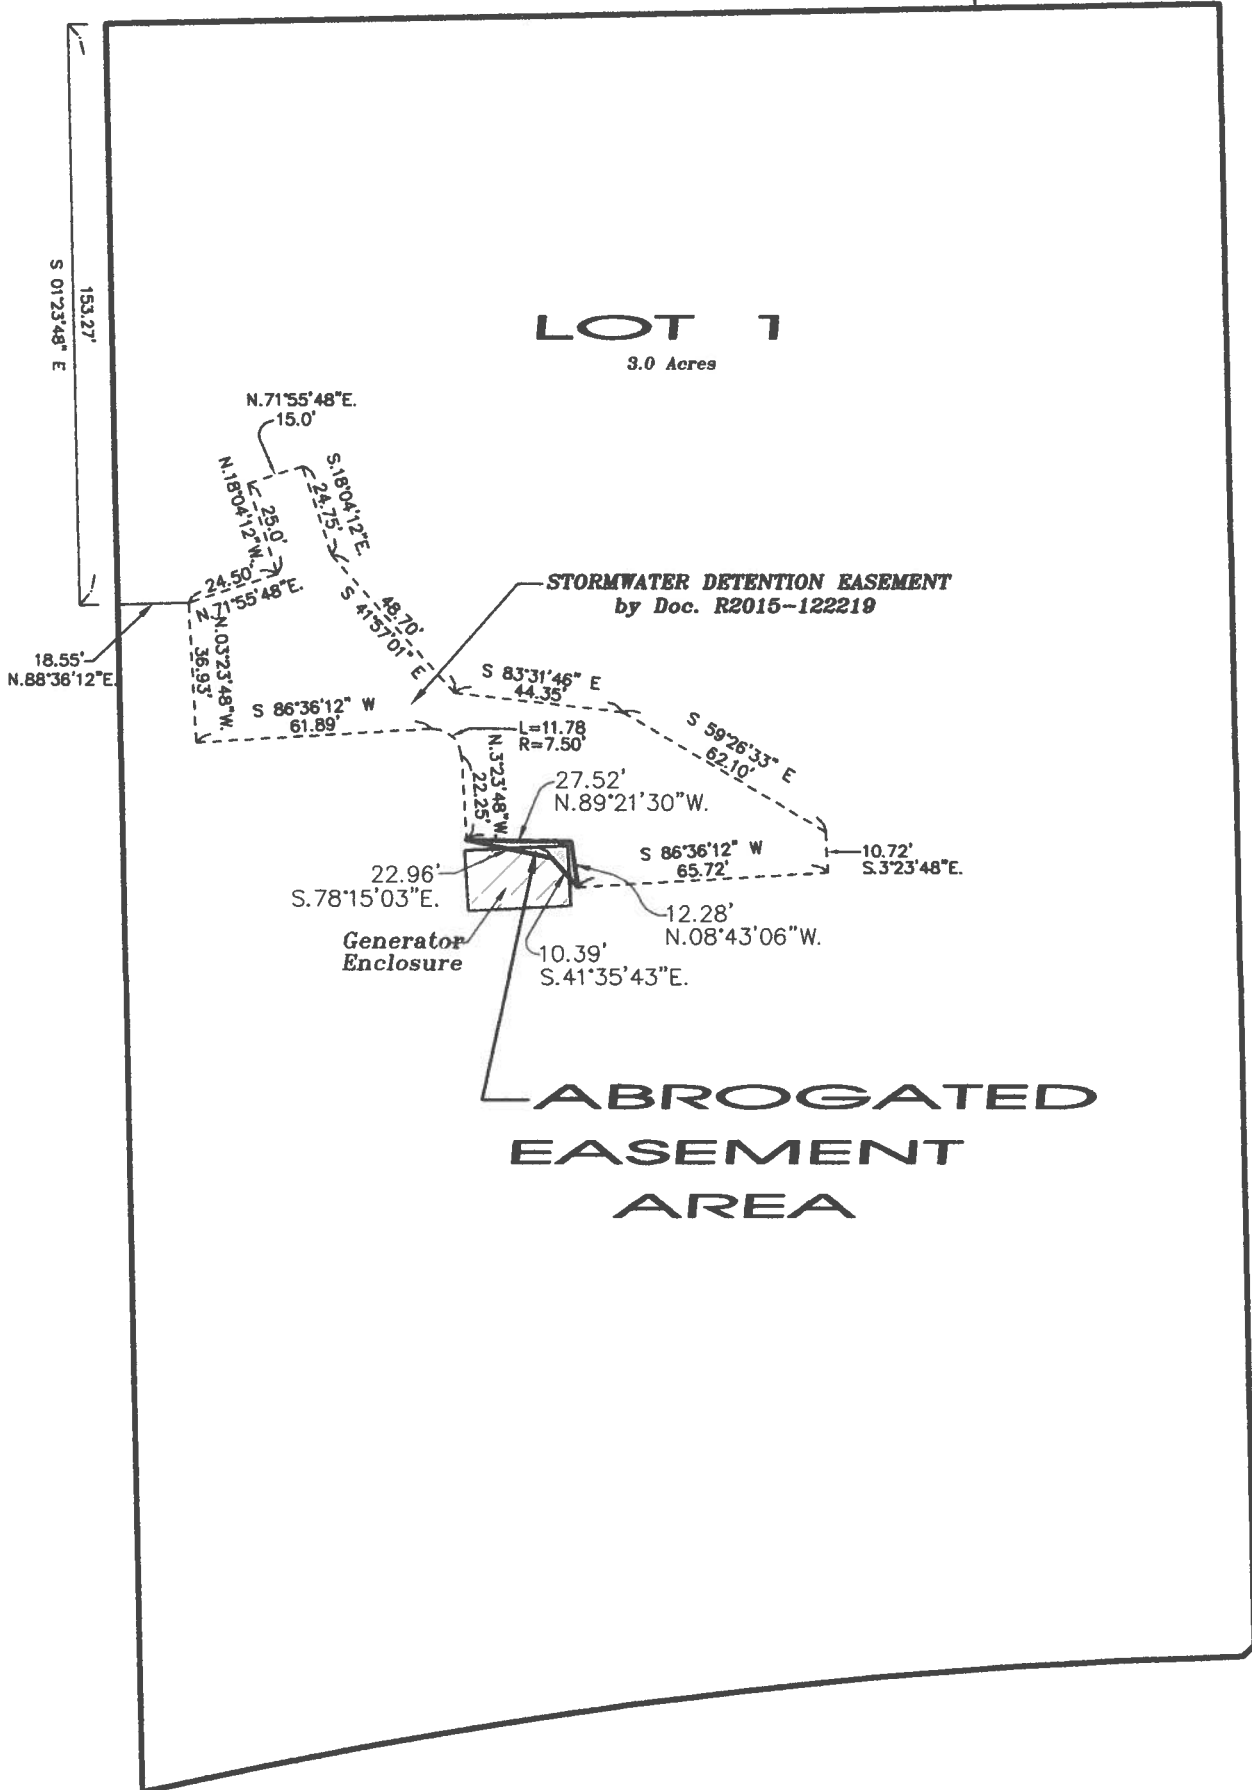 153.27'
S 01°23'48" E
LOT 1
3.0 Acres
N.71°55'48"E.
15.0'
N.18°04'12"W.
25.0'
S.18°04'12"E.
24.75'
24.50'
N 71°55'48"E.
18.55'
N.88°36'12"E.
N.03°23'48"W.
36.93'
48.70'
S 41°57'01" E
STORMWATER DETENTION EASEMENT
by Doc. R2015-122219
S 86°36'12" W
61.89'
L=11.78
R=7.50'
S 83°31'46" E
44.35'
S 59°26'33" E
62.10'
N.3°23'48"W.
22.25'
27.52'
N.89°21'30"W.
S 86°36'12" W
65.72'
10.72'
S.3°23'48"E.
22.96'
S.78°15'03"E.
12.28'
N.08°43'06"W.
Generator
Enclosure
10.39'
S.41°35'43"E.
ABROGATED
EASEMENT
AREA